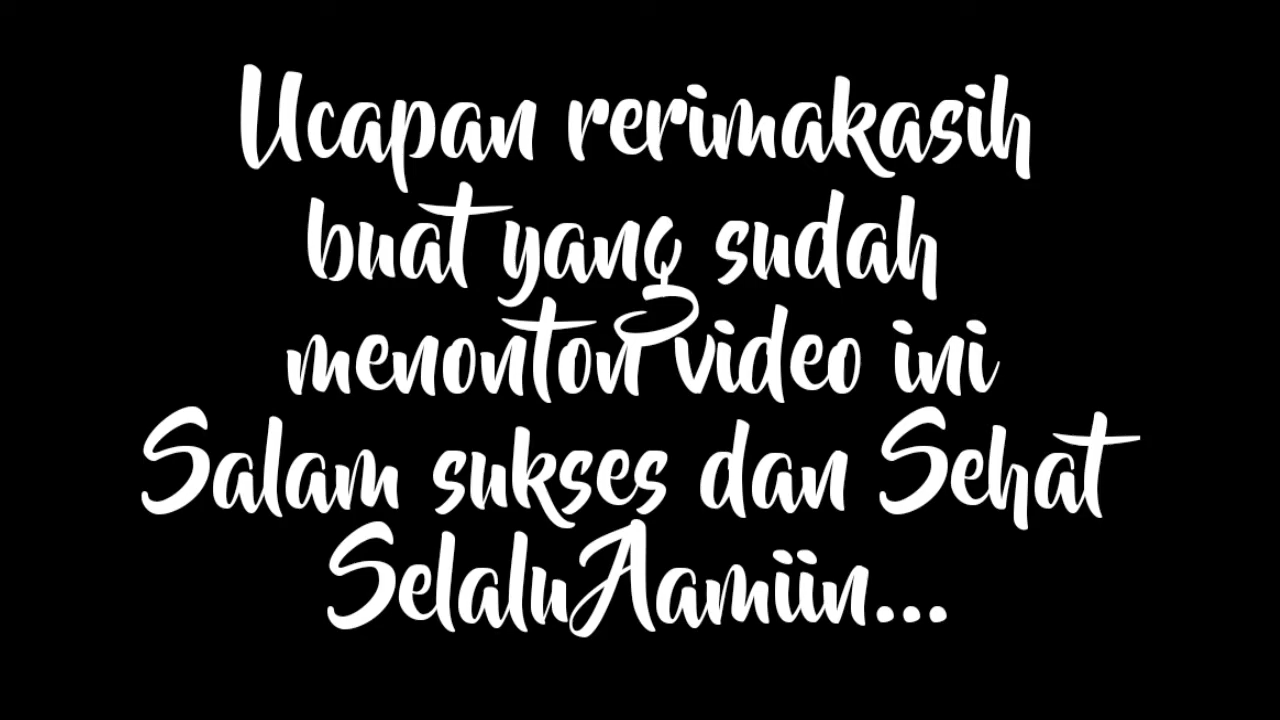 Ucapan rerimakasih
buat yang sudah
menonton video ini
Salam sukses dan Sehat
SelaluAamiin...